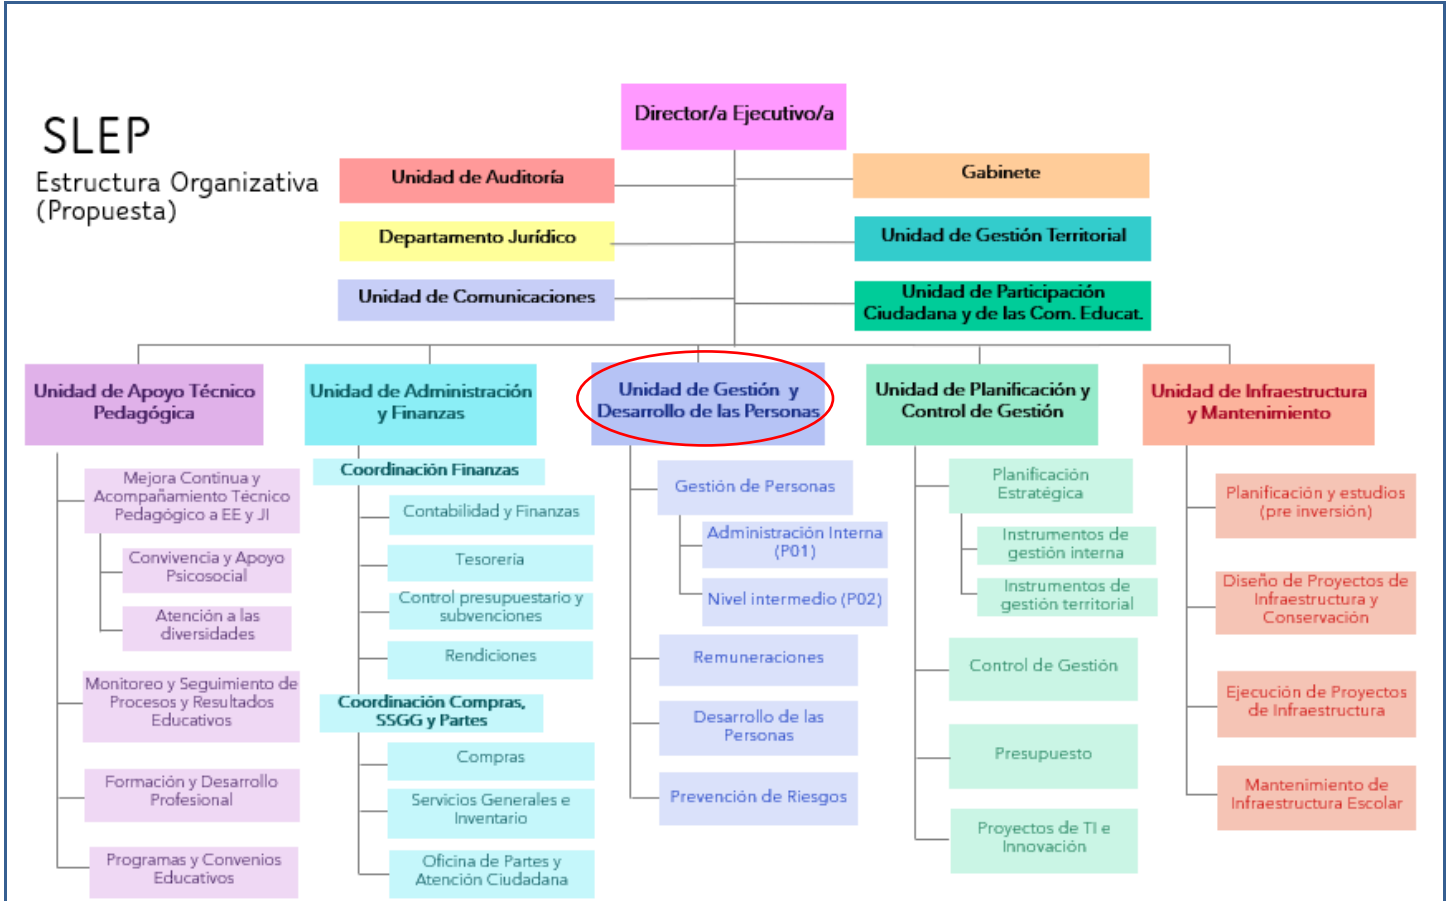 SLEP
Estructura Organizativa
(Propuesta)
Director/a Ejecutivo/a
Unidad de Auditoría
Gabinete
Departamento Jurídico
Unidad de Gestión Territorial
Unidad de Comunicaciones
Unidad de Participación
Ciudadana y de las Com. Educat.
Unidad de Apoyo Técnico
Pedagógica
Mejora Continua y
Acompañamiento Técnico
Pedagógico a EE y JI
Convivencia y Apoyo
Psicosocial
Atención a las
diversidades
Monitoreo y Seguimiento de
Procesos y Resultados
Educativos
Formación y Desarrollo
Profesional
Programas y Convenios
Educativos
Unidad de Administración
y Finanzas
Coordinación Finanzas
Contabilidad y Finanzas
Tesorería
Control presupuestario y
subvenciones
Rendiciones
Coordinación Compras,
SSGG y Partes
Compras
Servicios Generales e
Inventario
Oficina de Partes y
Atención Ciudadana
Unidad de Gestión y
Desarrollo de las Personas
Gestión de Personas
Administración Interna
(P01)
Nivel intermedio (P02)
Remuneraciones
Desarrollo de las
Personas
Prevención de Riesgos
Unidad de Planificación y
Control de Gestión
Planificación
Estratégica
Instrumentos de
gestión interna
Instrumentos de
gestión territorial
Control de Gestión
Presupuesto
Proyectos de TI e
Innovación
Unidad de Infraestructura
y Mantenimiento
Planificación y estudios
(pre inversión)
Diseño de Proyectos de
Infraestructura y
Conservación
Ejecución de Proyectos
de Infraestructura
Mantenimiento de
Infraestructura Escolar